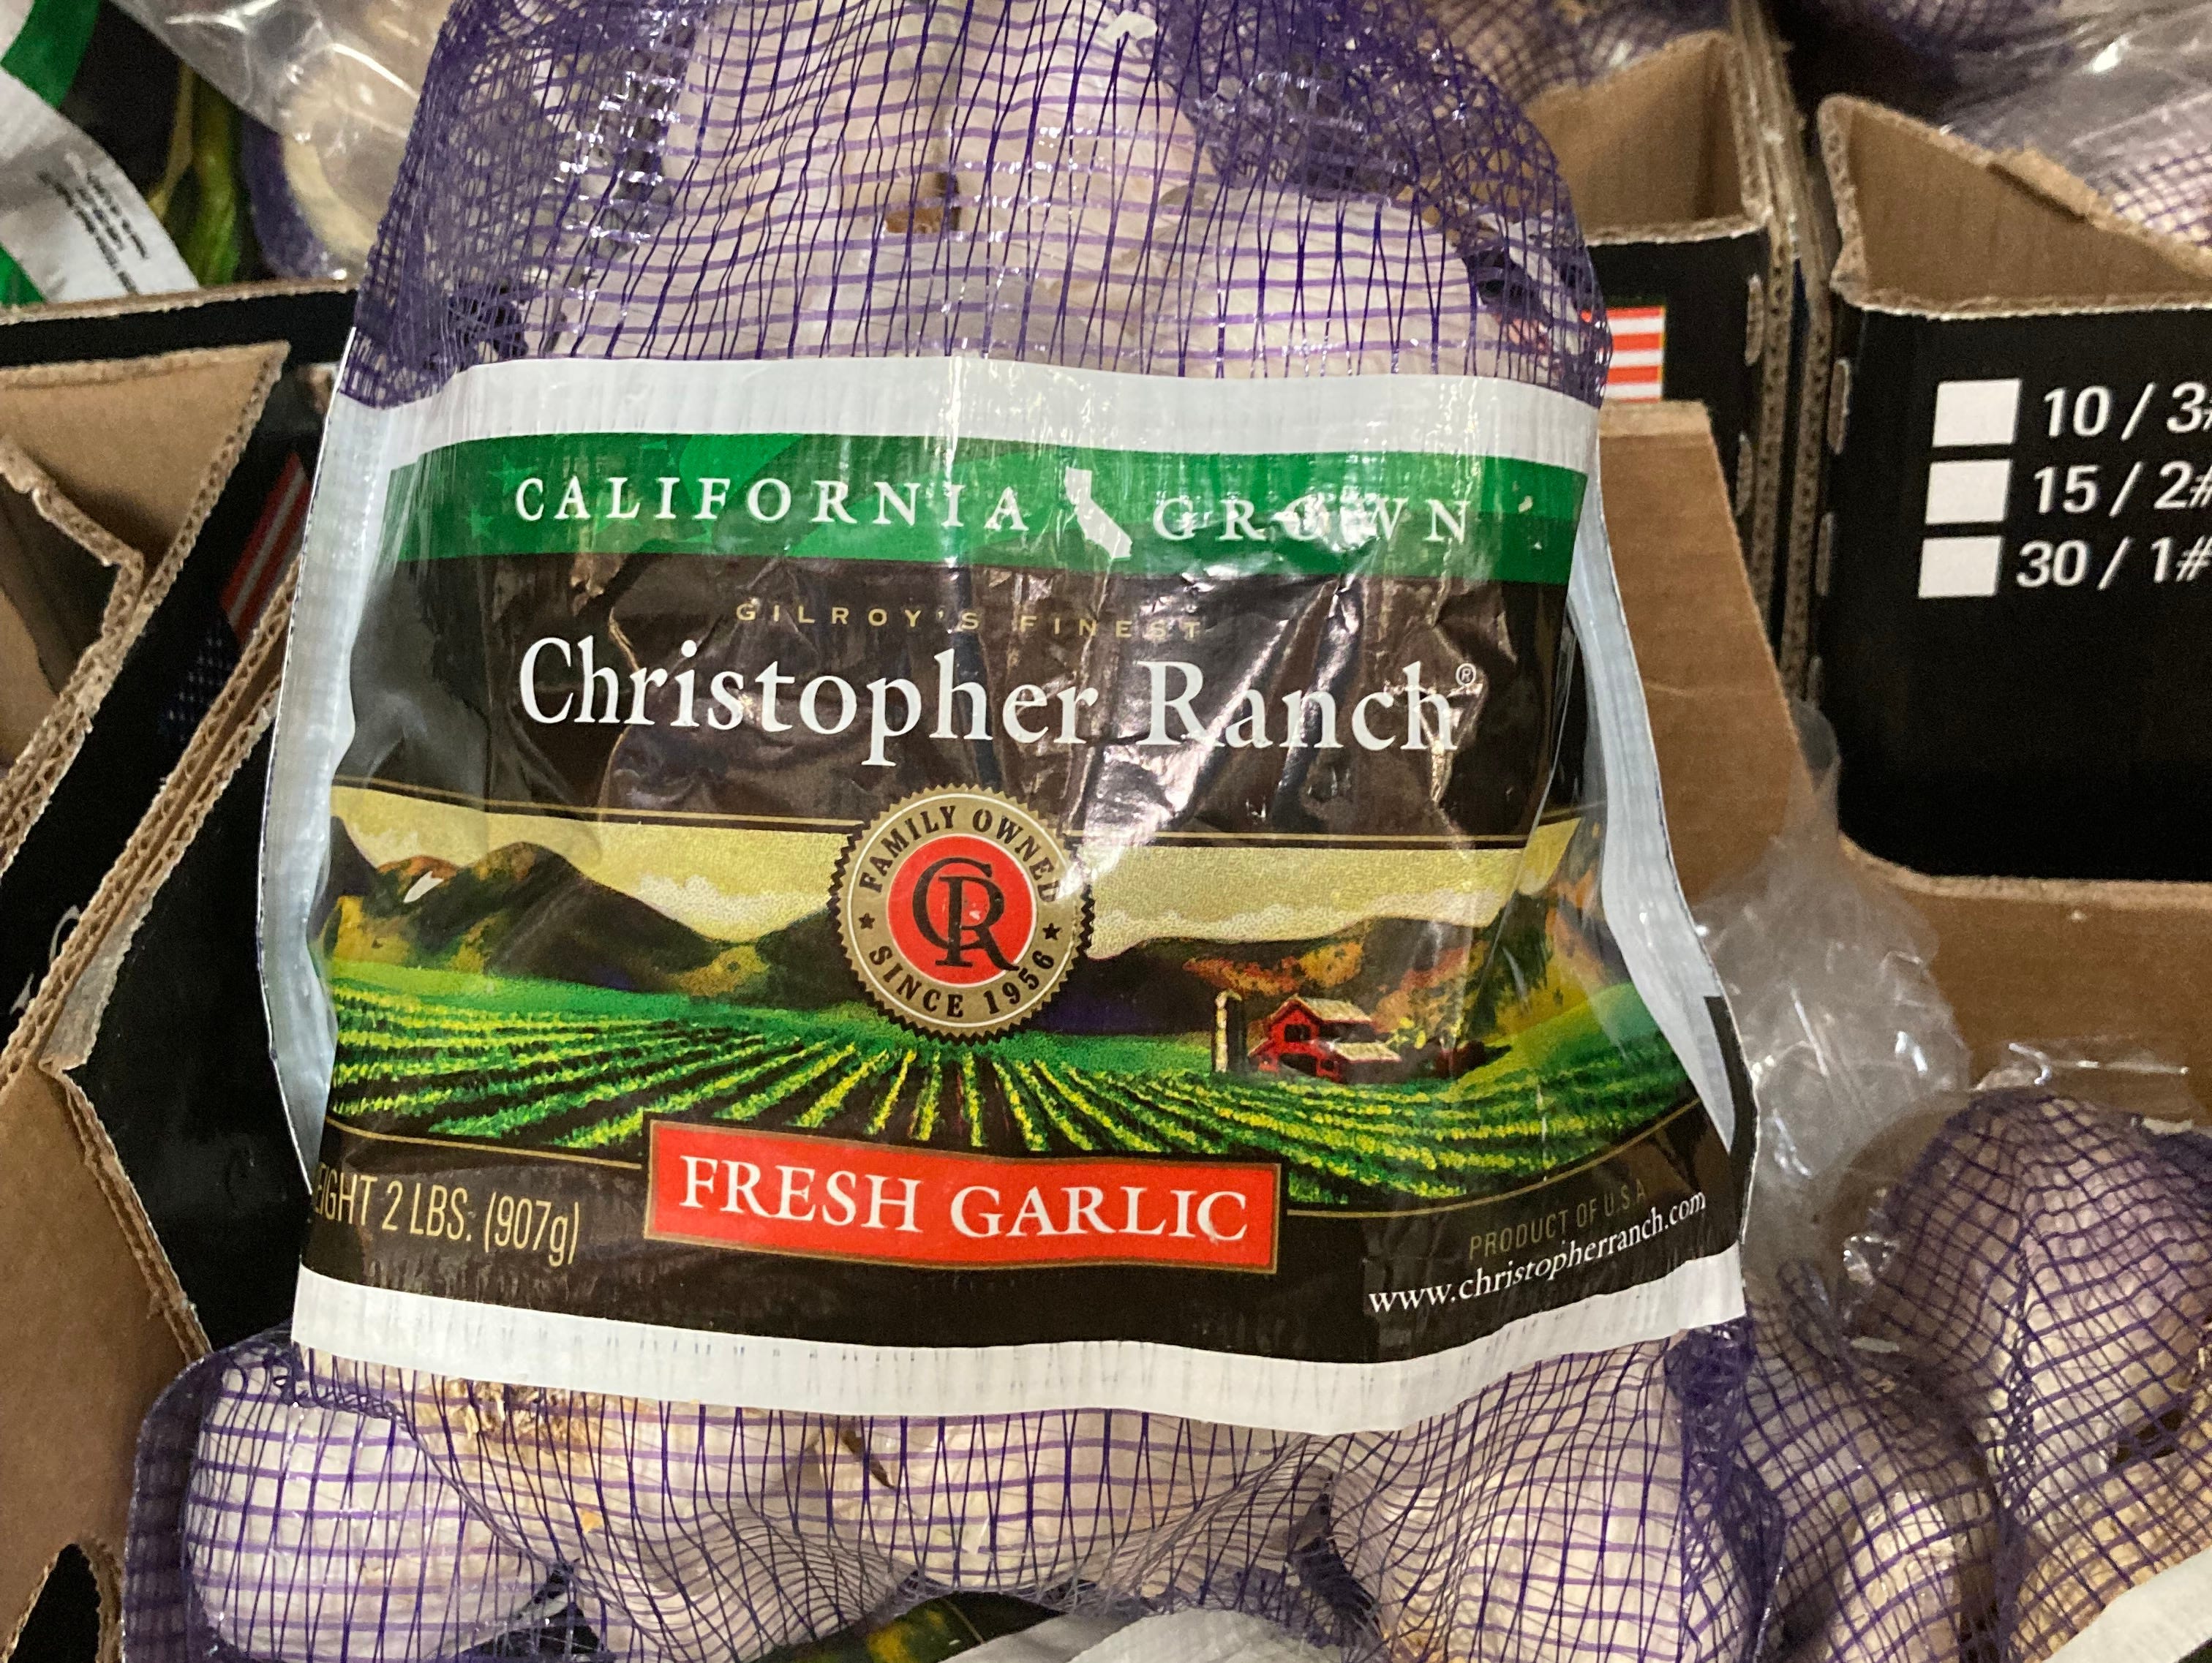 CALIFORNIA GROWN
GILROY'S FINEST
Christopher Ranch®
FAMILY OWNED
CR
SINCE 1956
FRESH GARLIC
2 LBS. (907g)
PRODUCT OF U.S.A.
www.christopherranch.com
10 / 3#
15 / 2#
30 / 1#